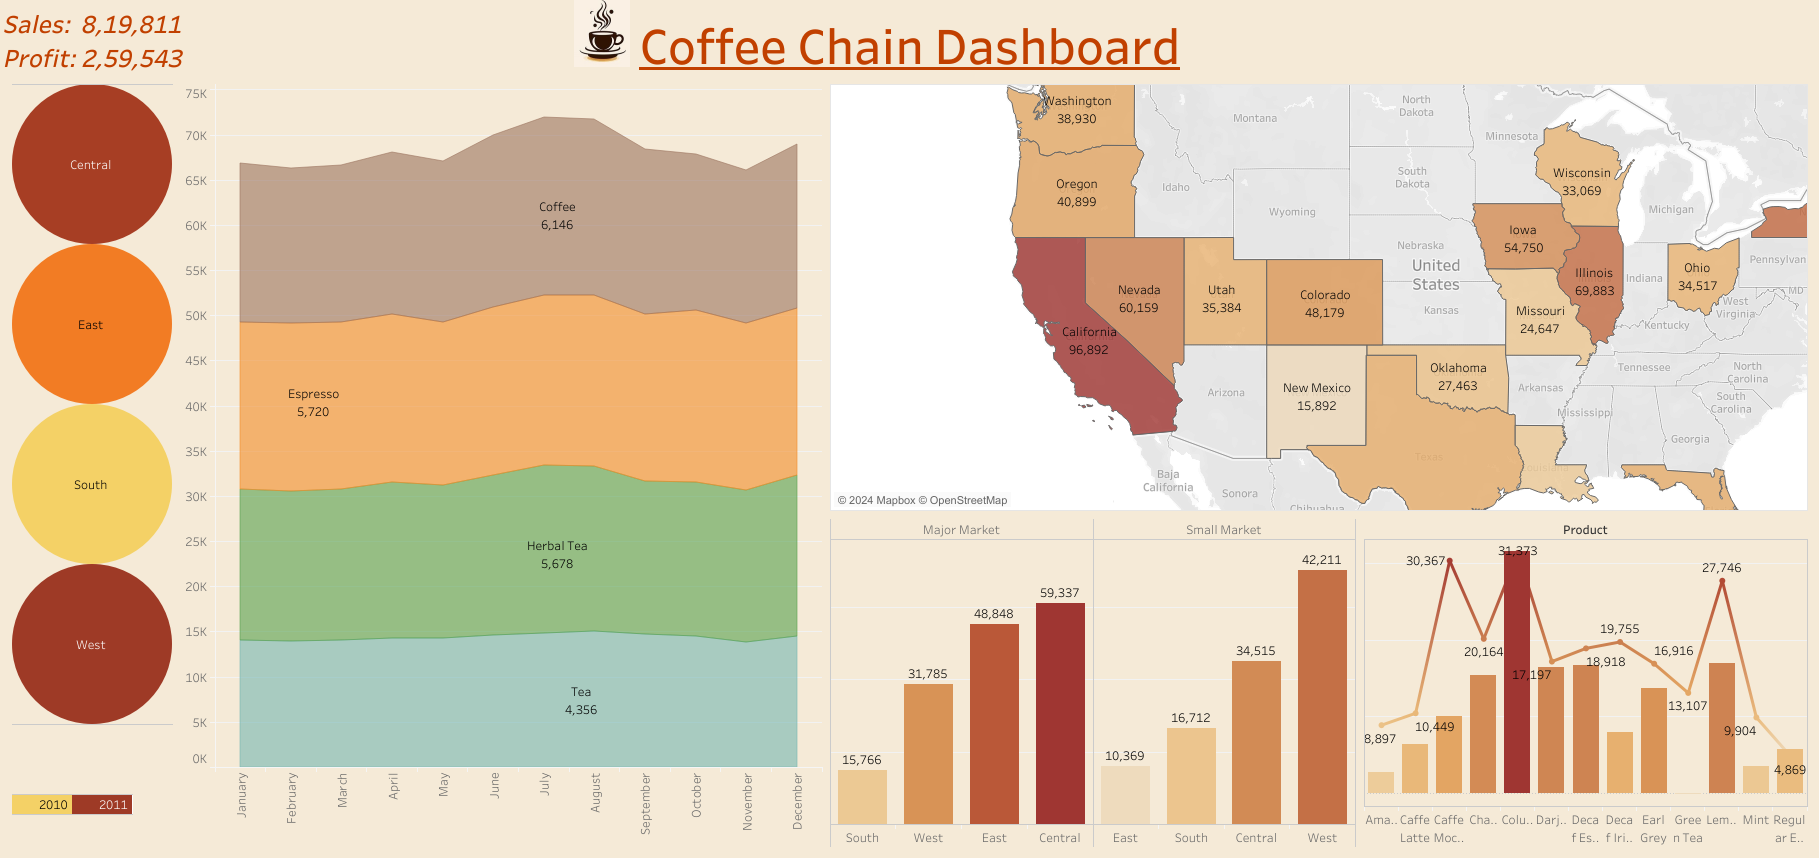 Sales: 8,19,811
Profit: 2,59,543
Coffee Chain Dashboard
Central
East
South
West
2010
2011
75K
70K
65K
60K
55K
50K
45K
40K
35K
30K
25K
20K
15K
10K
5K
0K
Coffee
6,146
Espresso
5,720
Herbal Tea
5,678
Tea
4,356
January
February
March
April
May
June
July
August
September
October
November
December
Washington
38,930
Montana
North
Dakota
Minnesota
Oregon
40,899
Idaho
South
Dakota
Wisconsin
33,069
Wyoming
Michigan
Iowa
54,750
Nebraska
United
States
Illinois
69,883
Indiana
Ohio
34,517
Pennsylvan
MD
Nevada
60,159
Utah
35,384
Colorado
48,179
Kansas
Missouri
24,647
West
Virginia
Kentucky
California
96,892
Arizona
New Mexico
15,892
Oklahoma
27,463
Arkansas
Tennessee
North
Carolina
South
Carolina
Mississippi
Georgia
Texas
Louisiana
Baja
California
Sonora
Chihuahua
© 2024 Mapbox © OpenStreetMap
Major Market
Small Market
15,766
31,785
48,848
59,337
10,369
16,712
34,515
42,211
South
West
East
Central
East
South
Central
West
Product
30,367
31,373
27,746
20,164
19,755
18,918
16,916
17,197
13,107
8,897
10,449
9,904
4,869
Ama..
Caffe
Latte
Caffe
Moc..
Cha..
Colu..
Darj..
Deca
f Es..
Deca
f Iri..
Earl
Grey
Gree
n Tea
Lem..
Mint
Regul
ar E..